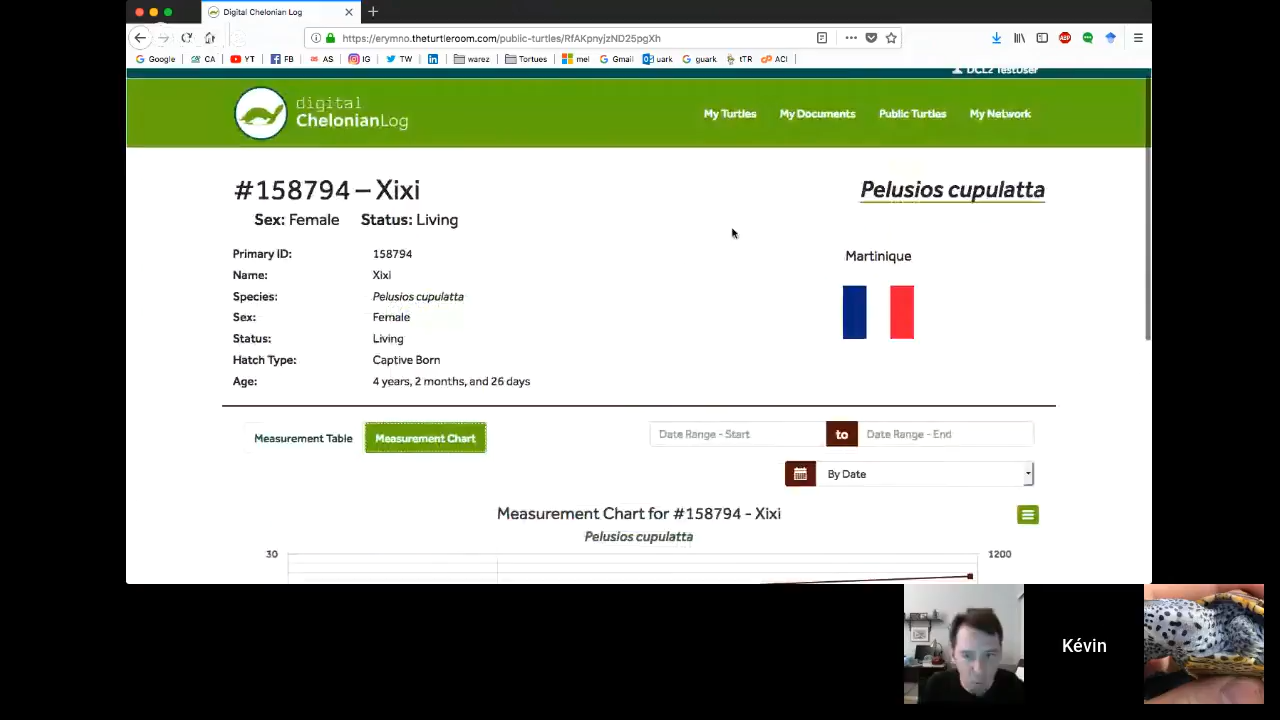 Digital Chelonian Log
https://erymno.theturtleroom.com/public-turtles/RfAKpnyjzND25pgXh
Google CA YT FB AS IG TW warez Tortues mel Gmail uark guark tTR ACI
DCL2 TestUser
digital
ChelonianLog
My Turtles My Documents Public Turtles My Network
#158794 – Xixi
Pelusios cupulatta
Sex: Female Status: Living
Primary ID: 158794
Name: Xixi
Species: Pelusios cupulatta
Sex: Female
Status: Living
Hatch Type: Captive Born
Age: 4 years, 2 months, and 26 days
Martinique
Measurement Table Measurement Chart
Date Range - Start to Date Range - End
By Date
Measurement Chart for #158794 - Xixi
Pelusios cupulatta
30 1200
Kévin